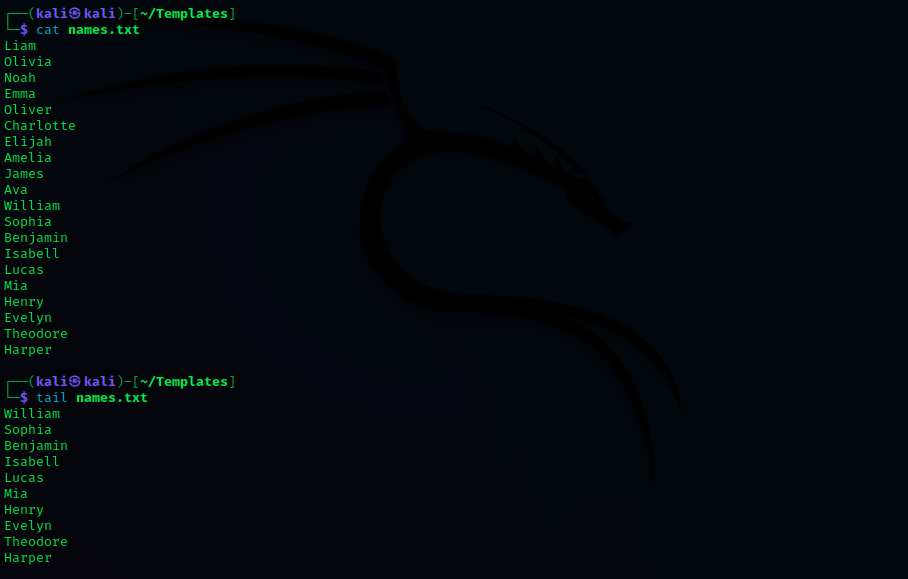 ┌──(kali㉿kali)-[~/Templates]
└─$ cat names.txt
Liam
Olivia
Noah
Emma
Oliver
Charlotte
Elijah
Amelia
James
Ava
William
Sophia
Benjamin
Isabell
Lucas
Mia
Henry
Evelyn
Theodore
Harper
┌──(kali㉿kali)-[~/Templates]
└─$ tail names.txt
William
Sophia
Benjamin
Isabell
Lucas
Mia
Henry
Evelyn
Theodore
Harper